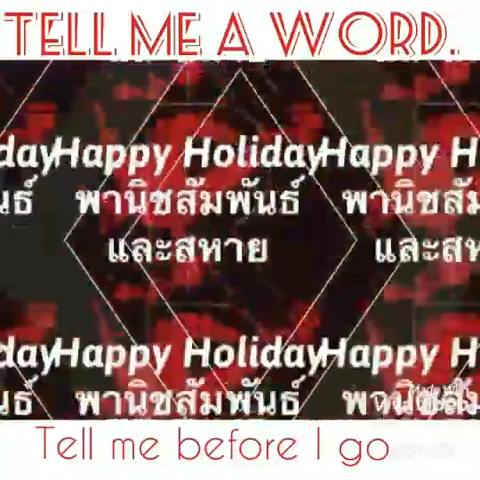 TELL ME A WORD.
dayHappy HolidayHappy H
นธ์ พานิชสัมพันธ์ พานิชสัม
และสหาย และสห
dayHappy HolidayHappy H
นธ์ พานิชสัมพันธ์
Tell me before I go